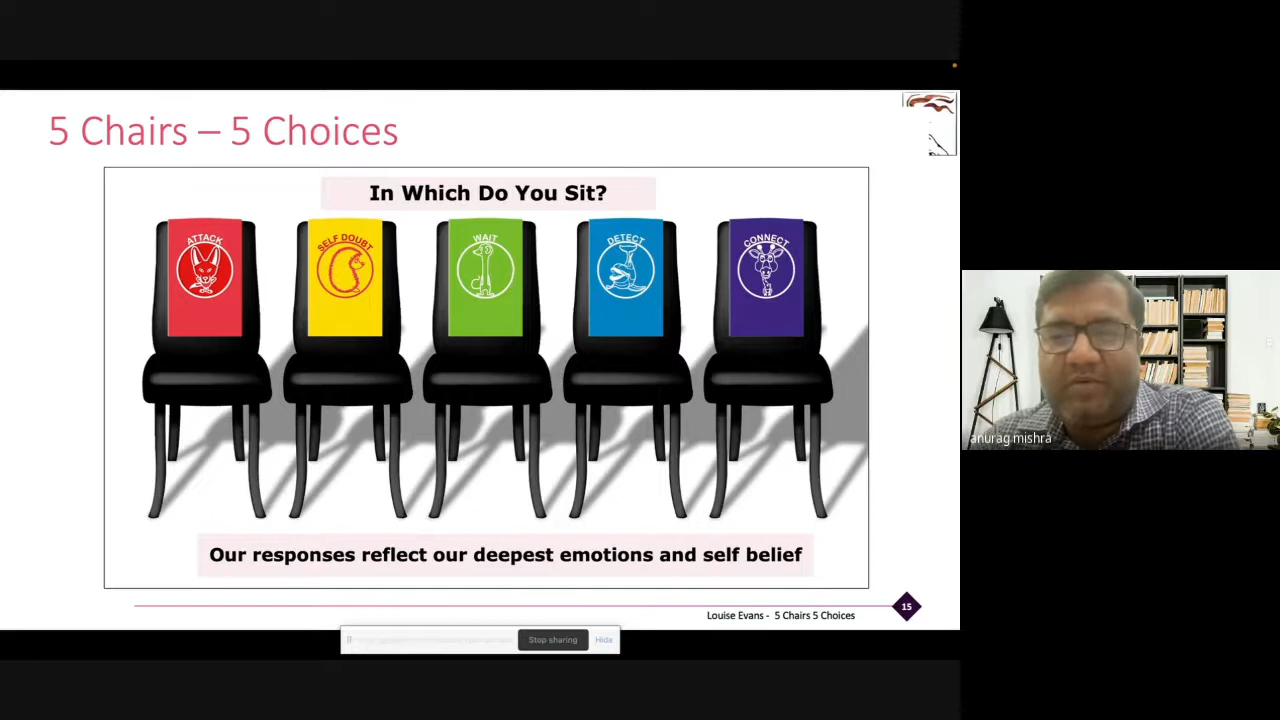 5 Chairs – 5 Choices
In Which Do You Sit?
ATTACK
SELF DOUBT
WAIT
DETECT
CONNECT
Our responses reflect our deepest emotions and self belief
15
Louise Evans - 5 Chairs 5 Choices
Stop sharing
Hide
anurag mishra